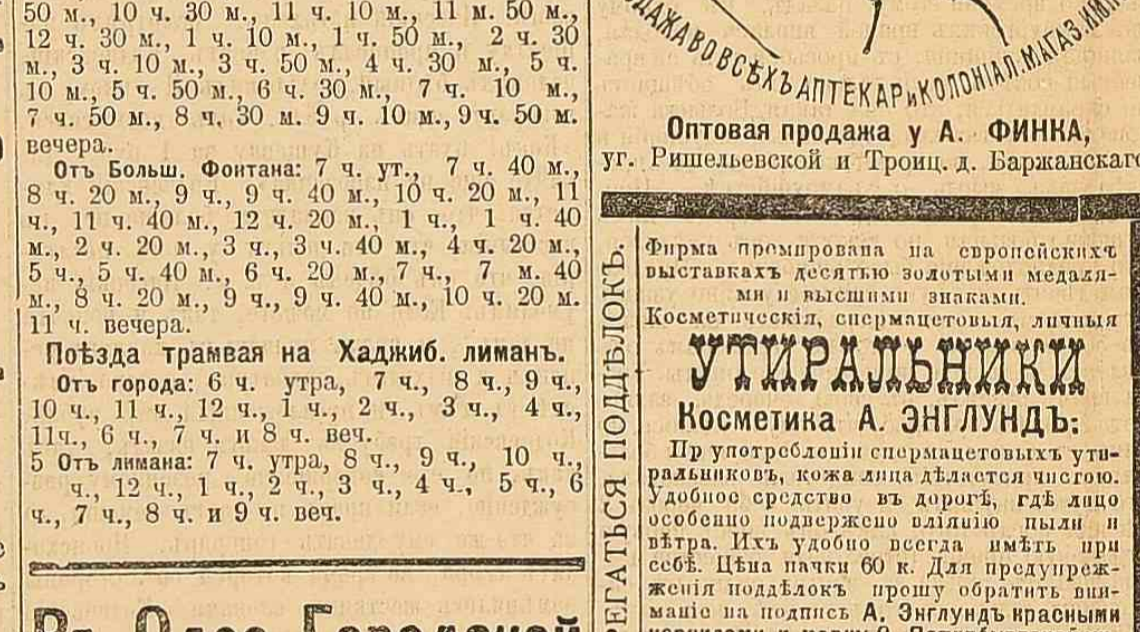 50 м., 10 ч. 30 м., 11 ч. 10 м., 11 м. 50 м.,
12 ч. 30 м., 1 ч. 10 м., 1 ч. 50 м., 2 ч. 30
м., 3 ч. 10 м., 3 ч. 50 м., 4 ч. 30 м., 5 ч.
10 м., 5 ч. 50 м., 6 ч. 30 м., 7 ч. 10 м.,
7 ч. 50 м., 8 ч. 30 м. 9 ч. 10 м., 9 ч. 50 м.
вечера.
Отъ Больш. Фонтана: 7 ч. ут., 7 ч. 40 м.,
8 ч. 20 м., 9 ч., 9 ч. 40 м., 10 ч. 20 м., 11
ч., 11 ч. 40 м., 12 ч. 20 м., 1 ч., 1 ч. 40
м., 2 ч. 20 м., 3 ч., 3 ч. 40 м., 4 ч. 20 м.,
5 ч., 5 ч. 40 м., 6 ч. 20 м., 7 ч., 7 м. 40
м., 8 ч. 20 м., 9 ч., 9 ч. 40 м., 10 ч. 20 м.
11 ч. вечера.
Поѣзда трамвая на Хаджиб. лиманъ.
Отъ города: 6 ч. утра, 7 ч., 8 ч., 9 ч.,
10 ч., 11 ч., 12 ч., 1 ч., 2 ч., 3 ч., 4 ч.,
11ч., 6 ч., 7 ч. и 8 ч. веч.
5 Отъ лимана: 7 ч. утра, 8 ч., 9 ч., 10 ч.,
ч., 12 ч., 1 ч., 2 ч., 3 ч., 4 ч., 5 ч., 6
ч., 7 ч., 8 ч. и 9 ч. веч.
ДАЖА ВО ВСѢХЪ АПТЕКАР и КОЛОНІАЛ. МАГАЗ.
Оптовая продажа у А. ФИНКА,
уг. Ришельевской и Троиц. д. Баржанскаго
ЕГАТЬСЯ ПОДДѢЛОКЪ.
Фирма промирована на европейскихъ
выставкахъ десятью золотыми медаля-
ми и высшими знаками.
Косметическія, спермацетовыя, личныя
УТИРАЛЬНИКИ
Косметика А. ЭНГЛУНДЪ:
Пр употребленіи спермацетовыхъ ути-
ральниковъ, кожа лица дѣлается чистою.
Удобное средство въ дорогѣ, гдѣ лицо
особенно подвержено вліянію пыли и
вѣтра. Ихъ удобно всегда имѣть при
себѣ. Цѣна пачки 60 к. Для предупреж-
женія поддѣлокъ прошу обратить вни-
маніе на подпись А. Энглундъ красными